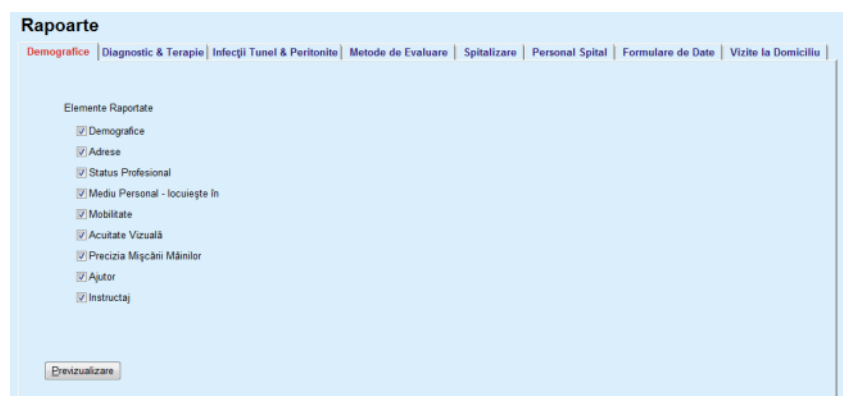 Rapoarte
Demografice Diagnostic & Terapie Infecţii Tunel & Peritonite Metode de Evaluare Spitalizare Personal Spital Formulare de Date Vizite la Domiciliu
Elemente Raportate
Demografice
Adrese
Status Profesional
Mediu Personal - locuieşte în
Mobilitate
Acuitate Vizuală
Precizia Mişcării Mâinilor
Ajutor
Instructaj
Previzualizare